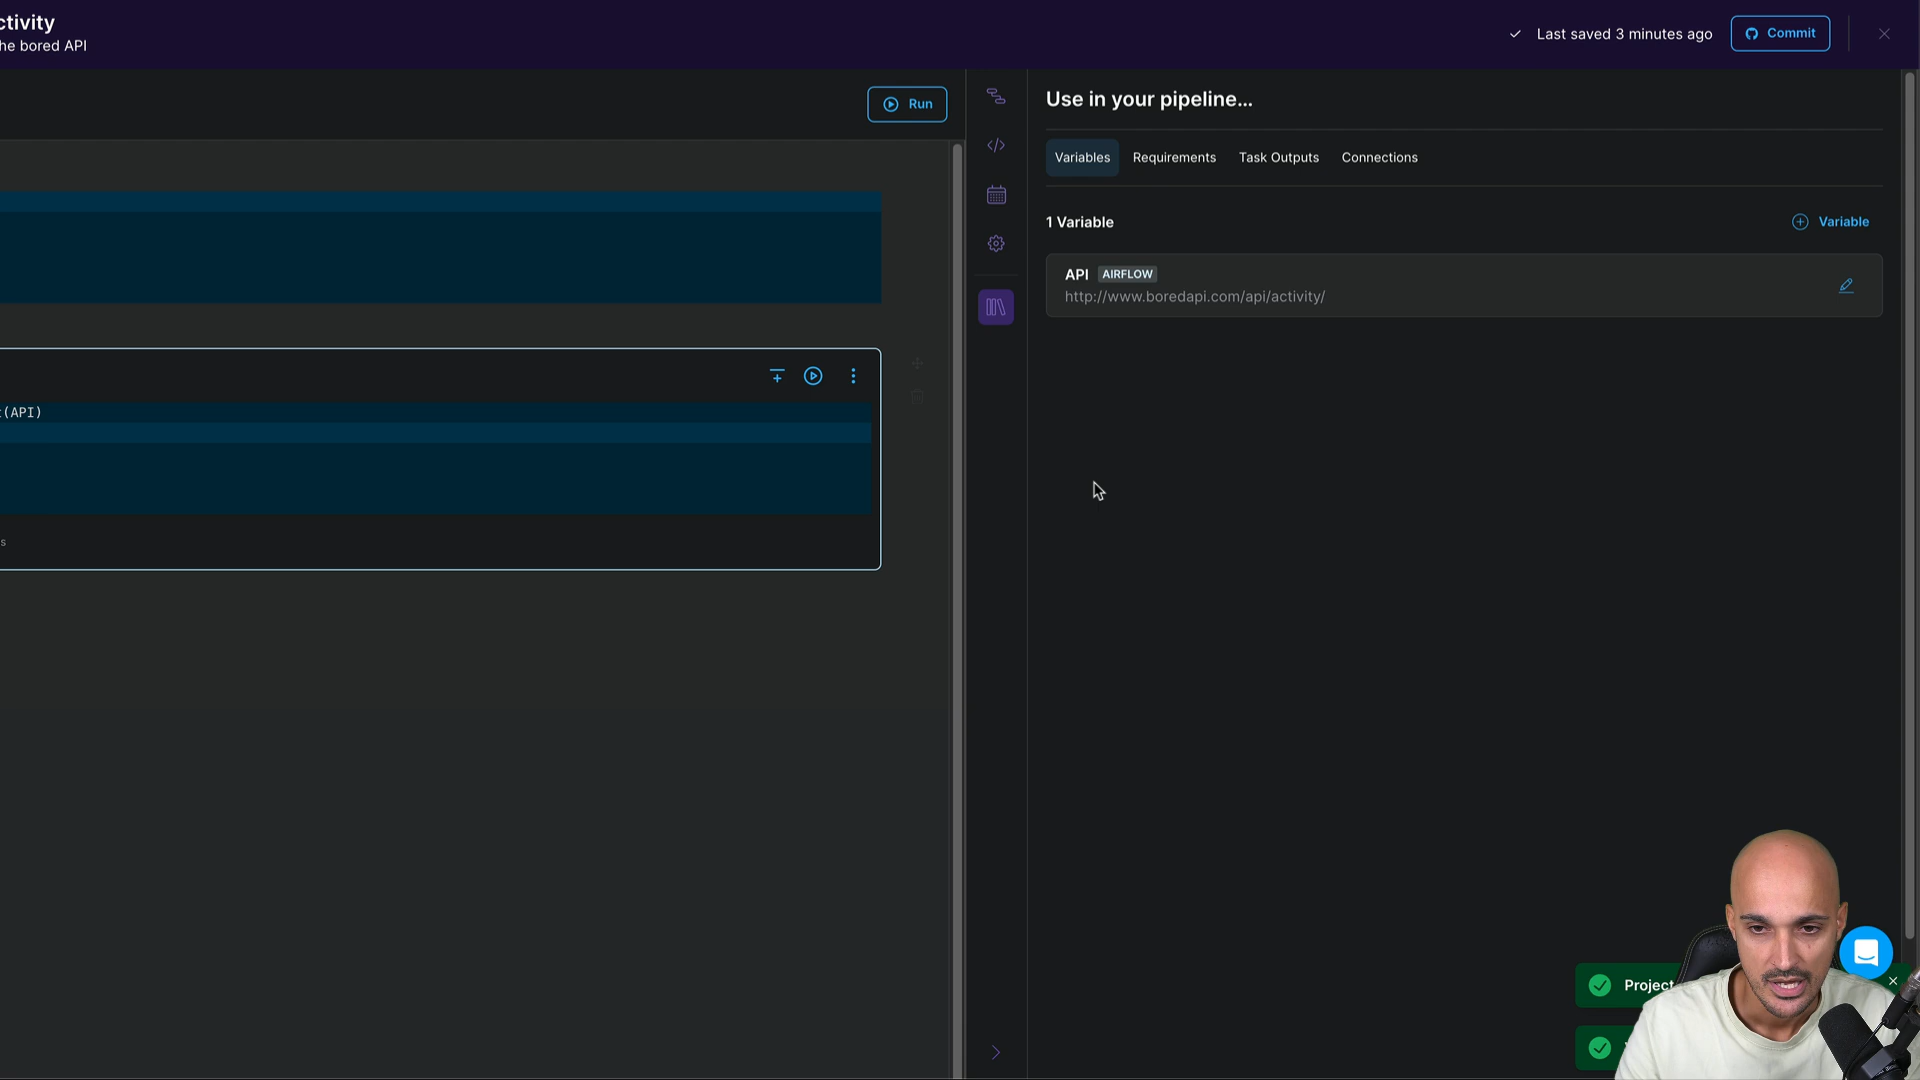 ctivity
he bored API
Last saved 3 minutes ago
Commit
Run
Use in your pipeline...
Variables
Requirements
Task Outputs
Connections
1 Variable
Variable
API
AIRFLOW
http://www.boredapi.com/api/activity/
(API)
s
Project